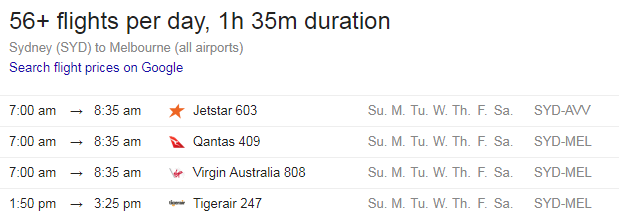 56+ flights per day, 1h 35m duration
Sydney (SYD) to Melbourne (all airports)
Search flight prices on Google
7:00 am → 8:35 am Jetstar 603 Su. M. Tu. W. Th. F. Sa. SYD-AVV
7:00 am → 8:35 am Qantas 409 Su. M. Tu. W. Th. F. Sa. SYD-MEL
7:00 am → 8:35 am Virgin Australia 808 Su. M. Tu. W. Th. F. Sa. SYD-MEL
1:50 pm → 3:25 pm tigerair Tigerair 247 Su. M. Tu. W. Th. F. Sa. SYD-MEL